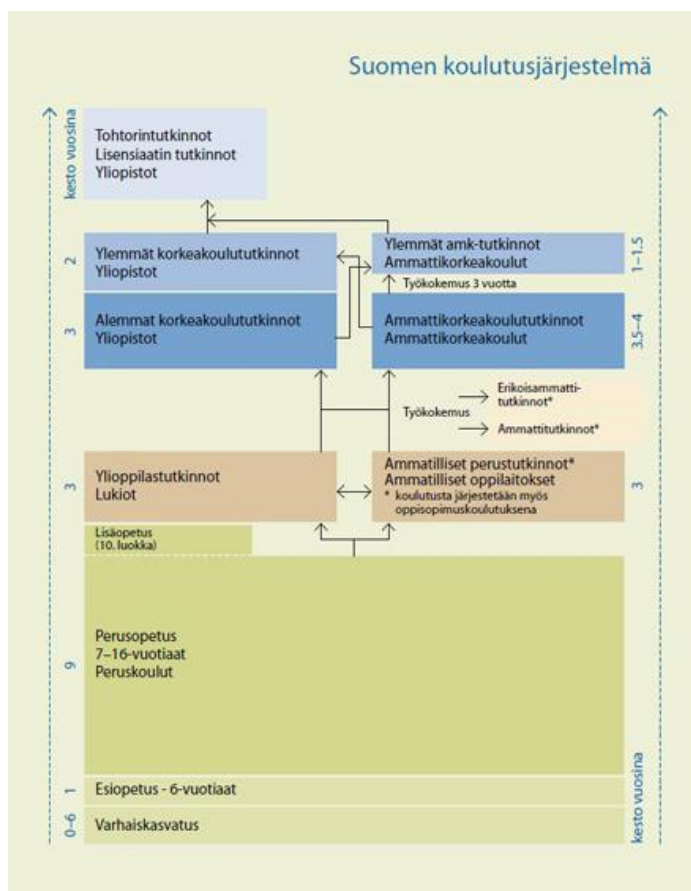 Suomen koulutusjärjestelmä
kesto vuosina
Tohtorintutkinnot
Lisensiaatin tutkinnot
Yliopistot
2
Ylemmät korkeakoulututkinnot
Yliopistot
Ylemmät amk-tutkinnot
Ammattikorkeakoulut
1–1.5
Työkokemus 3 vuotta
3
Alemmat korkeakoulututkinnot
Yliopistot
Ammattikorkeakoulututkinnot
Ammattikorkeakoulut
3.5–4
Työkokemus
Erikoisammatti-
tutkinnot*
Ammattitutkinnot*
3
Ylioppilastutkinnot
Lukiot
Ammatilliset perustutkinnot*
Ammatilliset oppilaitokset
* koulutusta järjestetään myös
oppisopimuskoulutuksena
3
Lisäopetus
(10. luokka)
9
Perusopetus
7–16-vuotiaat
Peruskoulut
1
Esiopetus - 6-vuotiaat
0–6
Varhaiskasvatus
kesto vuosina